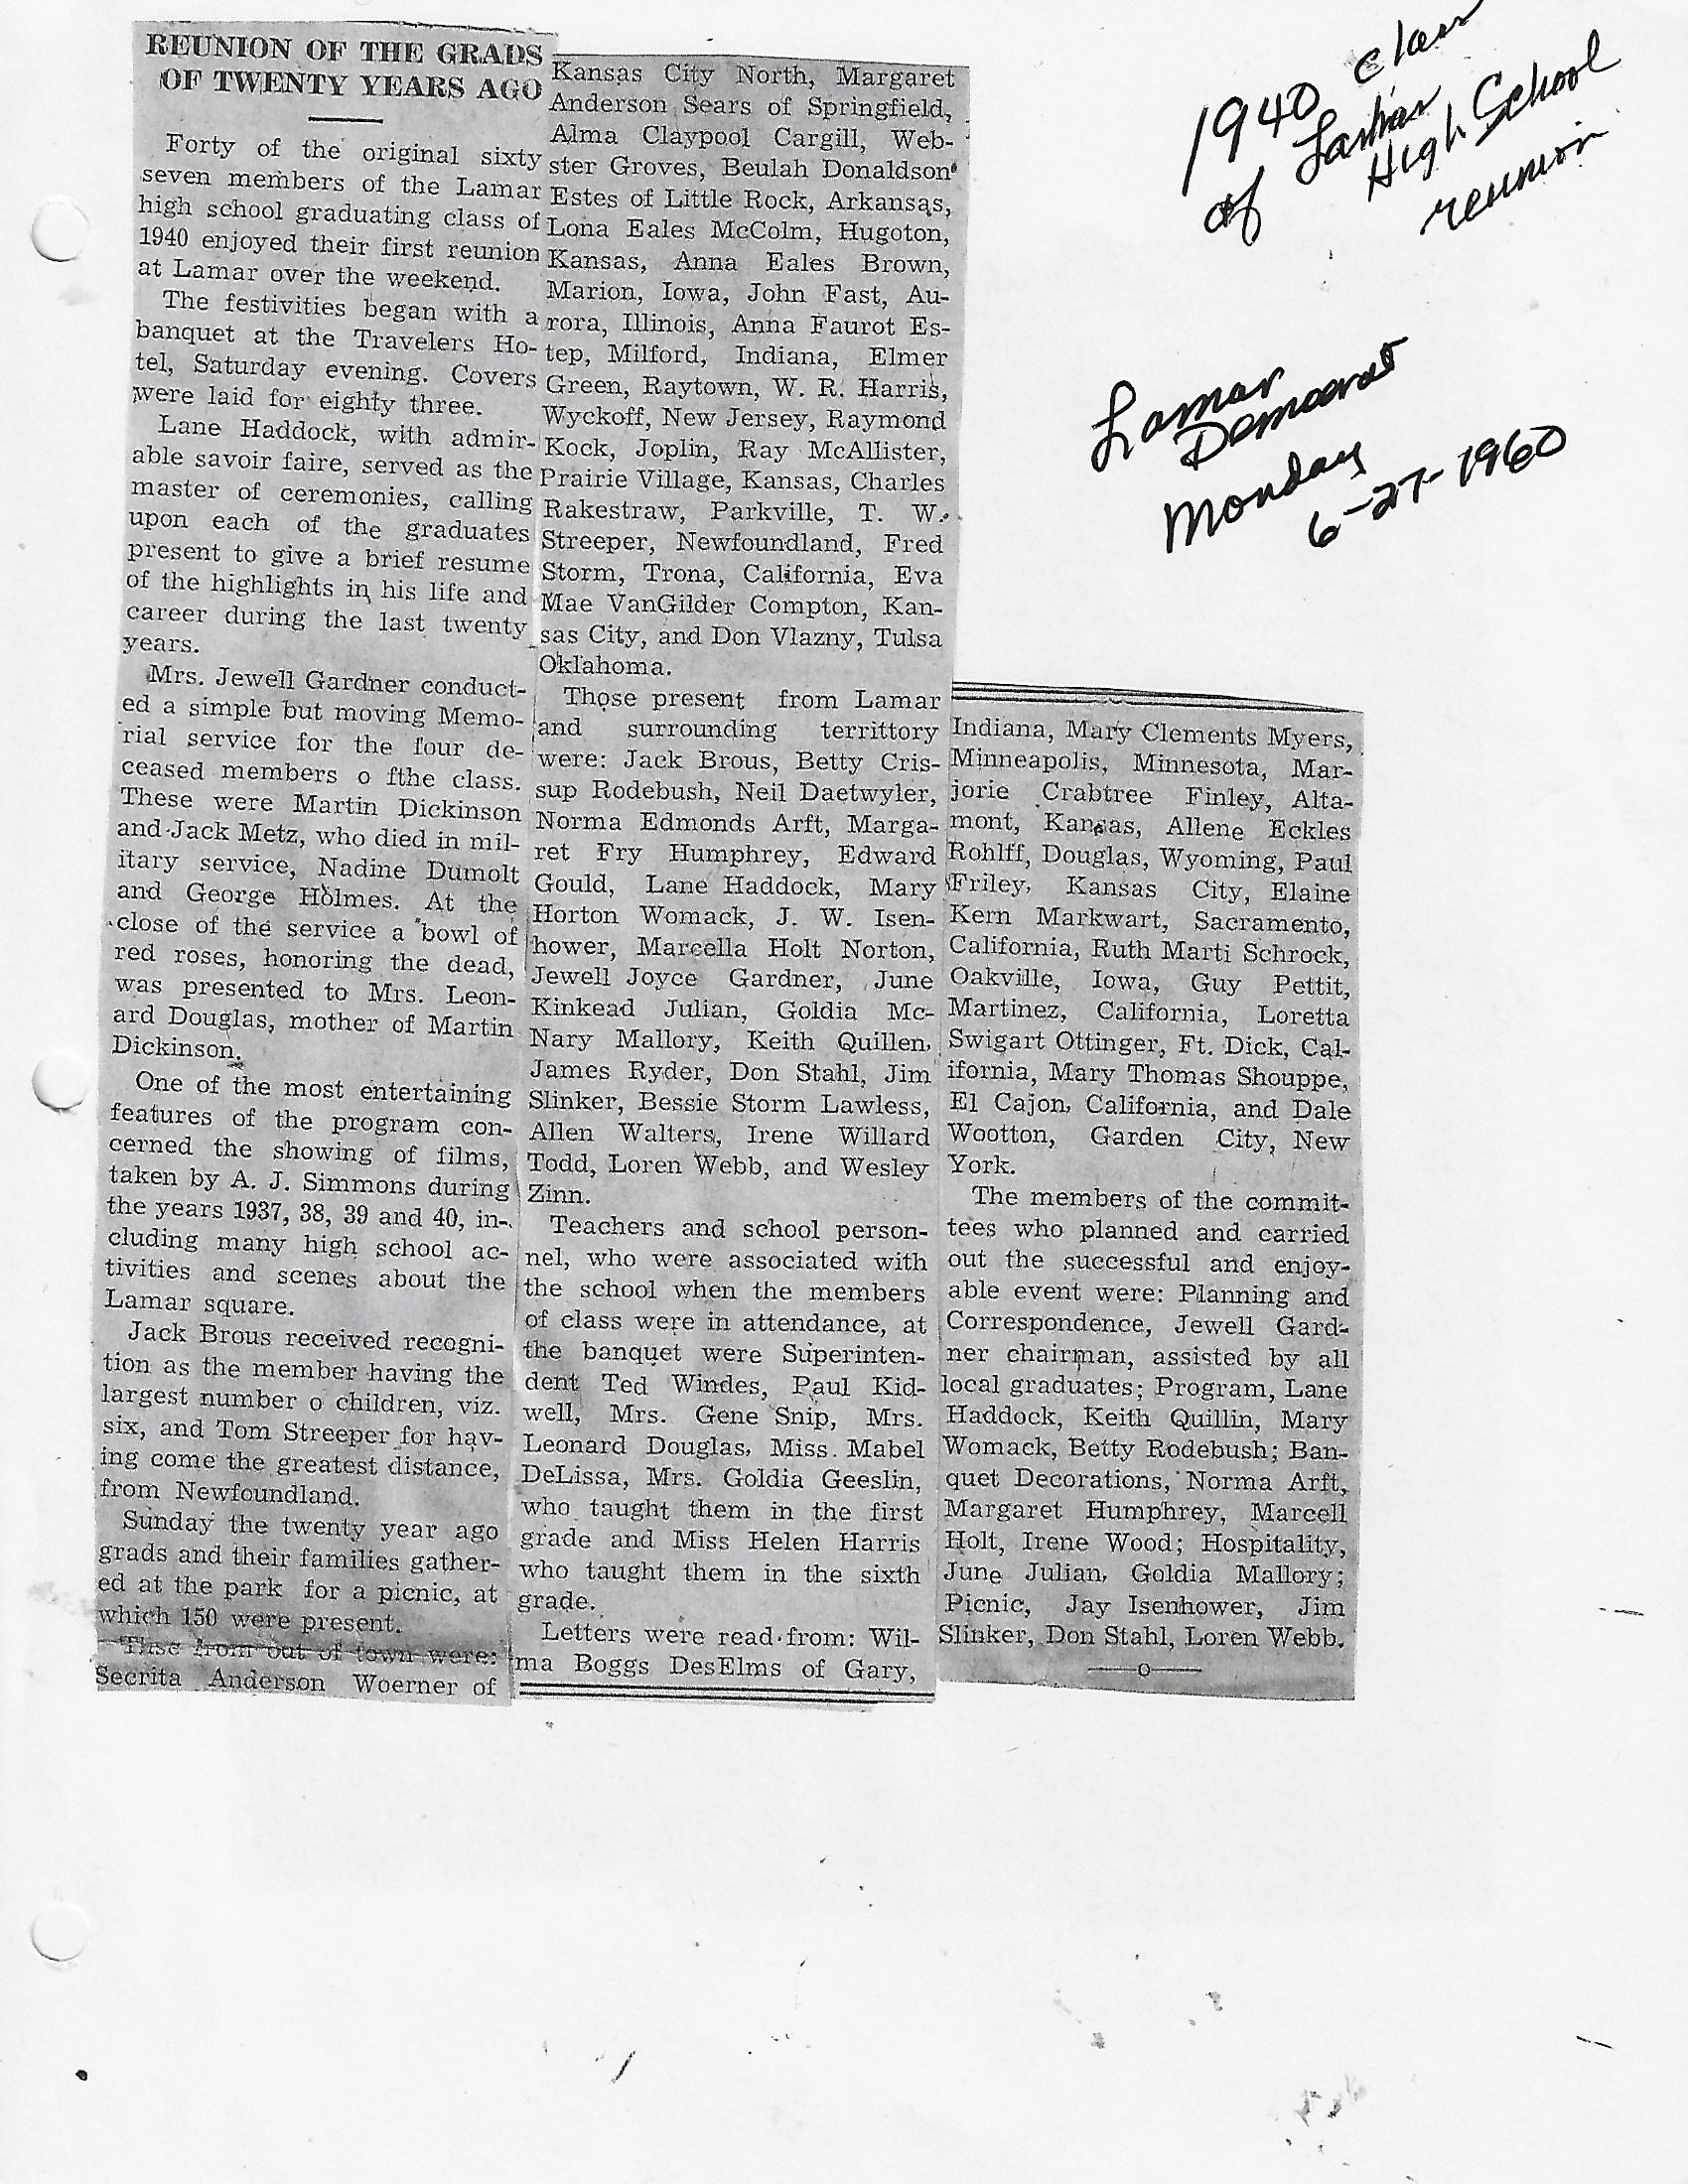 REUNION OF THE GRADS
OF TWENTY YEARS AGO
Forty of the original sixty
seven members of the Lamar
high school graduating class of
1940 enjoyed their first reunion
at Lamar over the weekend.
The festivities began with a
banquet at the Travelers Ho-
tel, Saturday evening. Covers
were laid for eighty three.
Lane Haddock, with admir-
able savoir faire, served as the
master of ceremonies, calling
upon each of the graduates
present to give a brief resume
of the highlights in his life and
career during the last twenty
years.
Mrs. Jewell Gardner conduct-
ed a simple but moving Memo-
rial service for the four de-
ceased members o fthe class.
These were Martin Dickinson
and Jack Metz, who died in mil-
itary service, Nadine Dumolt
and George Holmes. At the
close of the service a bowl of
red roses, honoring the dead,
was presented to Mrs. Leon-
ard Douglas, mother of Martin
Dickinson.
One of the most entertaining
features of the program con-
cerned the showing of films,
taken by A. J. Simmons during
the years 1937, 38, 39 and 40, in-
cluding many high school ac-
tivities and scenes about the
Lamar square.
Jack Brous received recogni-
tion as the member having the
largest number o children, viz.
six, and Tom Streeper for hav-
ing come the greatest distance,
from Newfoundland.
Sunday the twenty year ago
grads and their families gather-
ed at the park for a picnic, at
which 150 were present.
Thse from out of town were:
Secrita Anderson Woerner of
Kansas City North, Margaret
Anderson Sears of Springfield,
Alma Claypool Cargill, Web-
ster Groves, Beulah Donaldson
Estes of Little Rock, Arkansas,
Lona Eales McColm, Hugoton,
Kansas, Anna Eales Brown,
Marion, Iowa, John Fast, Au-
rora, Illinois, Anna Faurot Es-
tep, Milford, Indiana, Elmer
Green, Raytown, W. R. Harris,
Wyckoff, New Jersey, Raymond
Kock, Joplin, Ray McAllister,
Prairie Village, Kansas, Charles
Rakestraw, Parkville, T. W.
Streeper, Newfoundland, Fred
Storm, Trona, California, Eva
Mae VanGilder Compton, Kan-
sas City, and Don Vlazny, Tulsa
Oklahoma.
Those present from Lamar
and surrounding territtory
were: Jack Brous, Betty Cris-
sup Rodebush, Neil Daetwyler,
Norma Edmonds Arft, Marga-
ret Fry Humphrey, Edward
Gould, Lane Haddock, Mary
Horton Womack, J. W. Isen-
hower, Marcella Holt Norton,
Jewell Joyce Gardner, June
Kinkead Julian, Goldia Mc-
Nary Mallory, Keith Quillen,
James Ryder, Don Stahl, Jim
Slinker, Bessie Storm Lawless,
Allen Walters, Irene Willard
Todd, Loren Webb, and Wesley
Zinn.
Teachers and school person-
nel, who were associated with
the school when the members
of class were in attendance, at
the banquet were Superinten-
dent Ted Windes, Paul Kid-
well, Mrs. Gene Snip, Mrs.
Leonard Douglas, Miss. Mabel
DeLissa, Mrs. Goldia Geeslin,
who taught them in the first
grade and Miss Helen Harris
who taught them in the sixth
grade.
Letters were read from: Wil-
ma Boggs DesElms of Gary,
Indiana, Mary Clements Myers,
Minneapolis, Minnesota, Mar-
jorie Crabtree Finley, Alta-
mont, Kansas, Allene Eckles
Rohlff, Douglas, Wyoming, Paul
Friley, Kansas City, Elaine
Kern Markwart, Sacramento,
California, Ruth Marti Schrock,
Oakville, Iowa, Guy Pettit,
Martinez, California, Loretta
Swigart Ottinger, Ft. Dick, Cal-
ifornia, Mary Thomas Shouppe,
El Cajon, California, and Dale
Wootton, Garden City, New
York.
The members of the commit-
tees who planned and carried
out the successful and enjoy-
able event were: Planning and
Correspondence, Jewell Gard-
ner chairman, assisted by all
local graduates; Program, Lane
Haddock, Keith Quillin, Mary
Womack, Betty Rodebush; Ban-
quet Decorations, Norma Arft,
Margaret Humphrey, Marcell
Holt, Irene Wood; Hospitality,
June Julian, Goldia Mallory;
Picnic, Jay Isenhower, Jim
Slinker, Don Stahl, Loren Webb.
1940 class
of Lamar
High School
reunion
Lamar
Democrat
Monday
6-27-1960